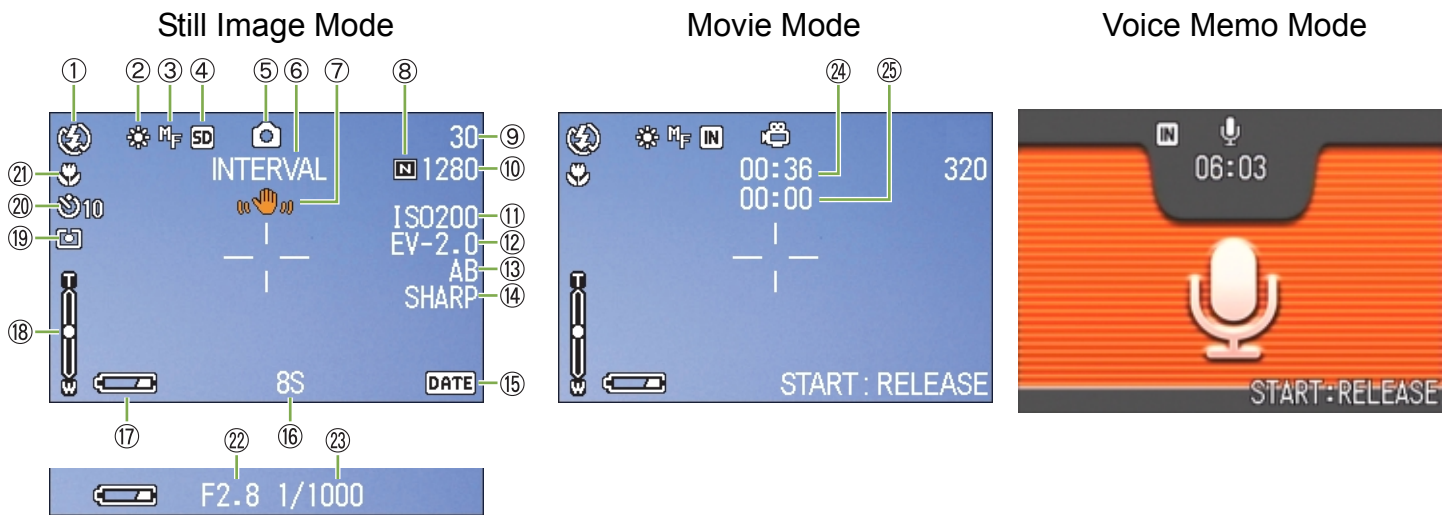 Still Image Mode
Movie Mode
Voice Memo Mode
① ② ③ ④ ⑤ ⑥ ⑦ ⑧
MF SD 30 ⑨
INTERVAL N 1280 ⑩
㉑
⑳ 10
ISO200 ⑪
⑲ EV-2.0 ⑫
AB ⑬
SHARP ⑭
T
⑱
W
8S DATE ⑮
⑰ ⑯
㉒ ㉓
F2.8 1/1000
㉔ ㉕
MF IN
00:36 320
00:00
T
W
START : RELEASE
IN
06:03
START:RELEASE